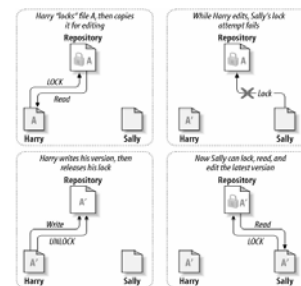 Harry "locks" file A, then copies
it for editing
Repository
A
LOCK
Read
A
Harry
Sally
While Harry edits, Sally's lock
attempt fails
Repository
A
Lock
A'
Harry
Sally
Harry writes his version, then
releases his lock
Repository
A'
Write
UNLOCK
A'
Harry
Sally
Now Sally can lock, read, and
edit the latest version
Repository
A'
Read
LOCK
A'
Harry
A'
Sally